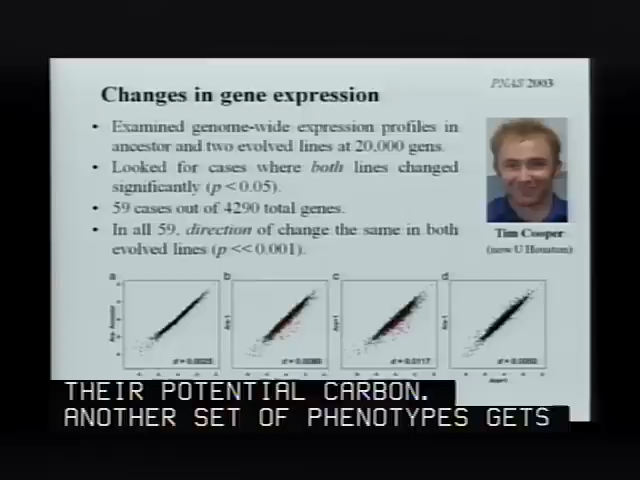 PNAS 2003
Changes in gene expression
• Examined genome-wide expression profiles in
ancestor and two evolved lines at 20,000 gens.
• Looked for cases where both lines changed
significantly (p < 0.05).
• 59 cases out of 4290 total genes.
• In all 59, direction of change the same in both
evolved lines (p << 0.001).
Tim Cooper
(now U Houston)
a
b
c
d
THEIR POTENTIAL CARBON.
ANOTHER SET OF PHENOTYPES GETS